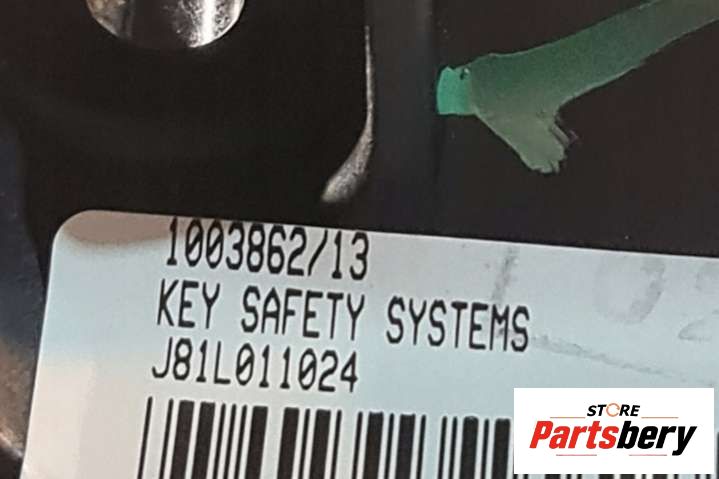 1003862/13
KEY SAFETY SYSTEMS
J81L011024
STORE
Partsbery